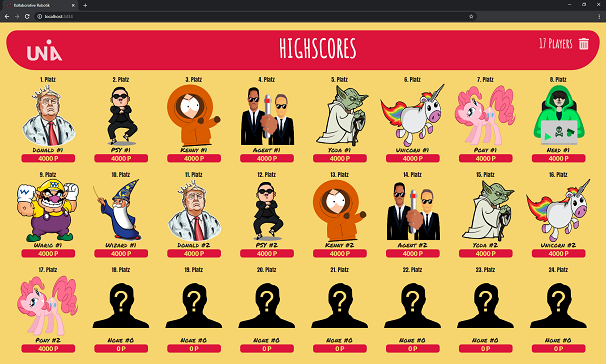 Kollaborative Robotik
localhost:3333
UNIA
HIGHSCORES
17 Players
1. Platz
2. Platz
3. Platz
4. Platz
5. Platz
6. Platz
7. Platz
8. Platz
Donald #1
PSY #1
Kenny #1
Agent #1
Yoda #1
Unicorn #1
Pony #1
Nerd #1
4000 P
4000 P
4000 P
4000 P
4000 P
4000 P
4000 P
4000 P
9. Platz
10. Platz
11. Platz
12. Platz
13. Platz
14. Platz
15. Platz
16. Platz
W
Wario #1
Wizard #1
Donald #2
PSY #2
Kenny #2
Agent #2
Yoda #2
Unicorn #2
4000 P
4000 P
4000 P
4000 P
4000 P
4000 P
4000 P
4000 P
17. Platz
18. Platz
19. Platz
20. Platz
21. Platz
22. Platz
23. Platz
24. Platz
?
?
?
?
?
?
?
Pony #2
None #0
None #0
None #0
None #0
None #0
None #0
None #0
4000 P
0 P
0 P
0 P
0 P
0 P
0 P
0 P